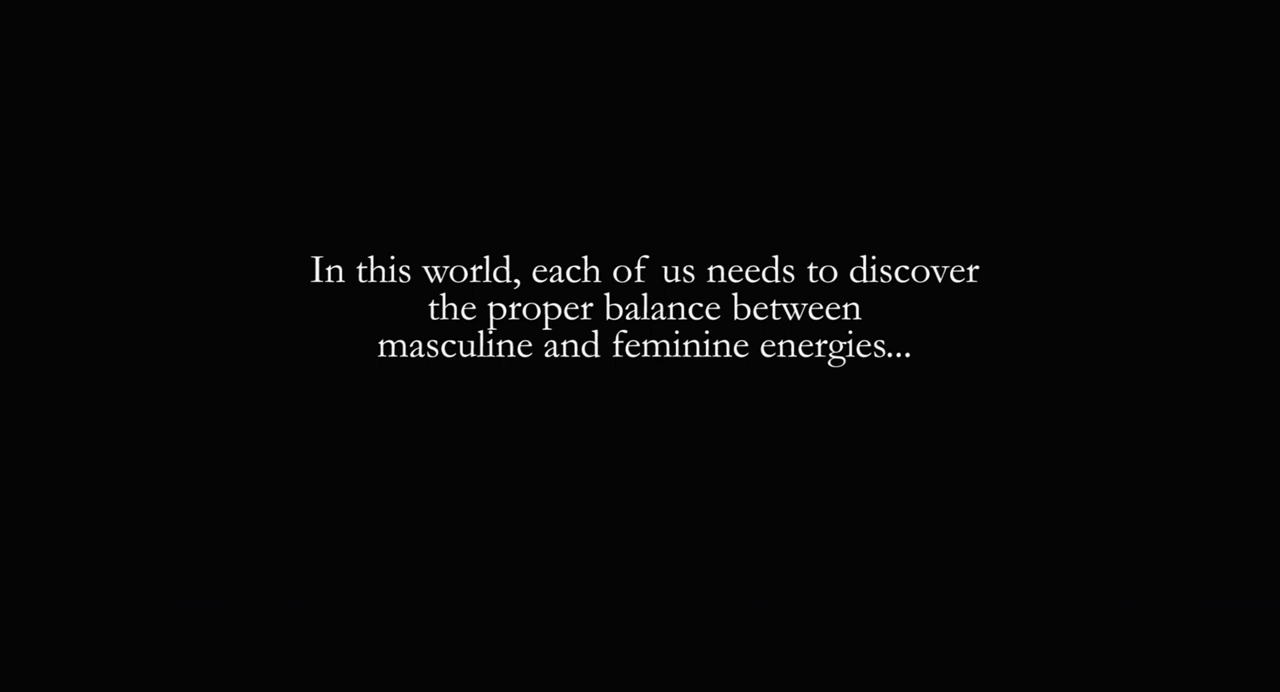 In this world, each of us needs to discover
the proper balance between
masculine and feminine energies...